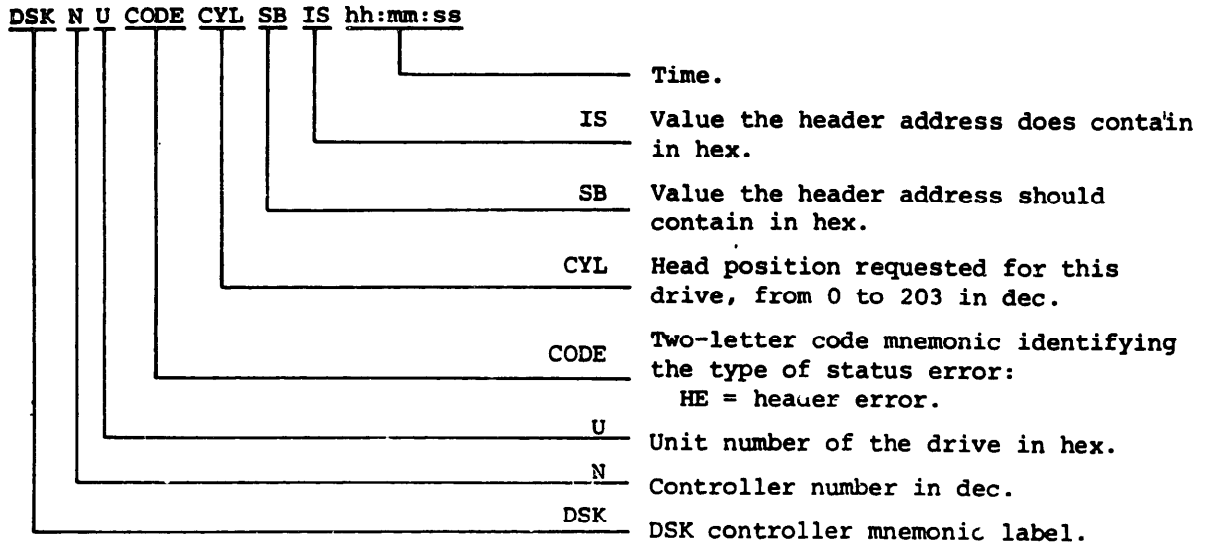 DSK N U CODE CYL SB IS hh:mm:ss
Time.
IS Value the header address does contain
in hex.
SB Value the header address should
contain in hex.
CYL Head position requested for this
drive, from 0 to 203 in dec.
CODE Two-letter code mnemonic identifying
the type of status error:
HE = header error.
U Unit number of the drive in hex.
N Controller number in dec.
DSK DSK controller mnemonic label.